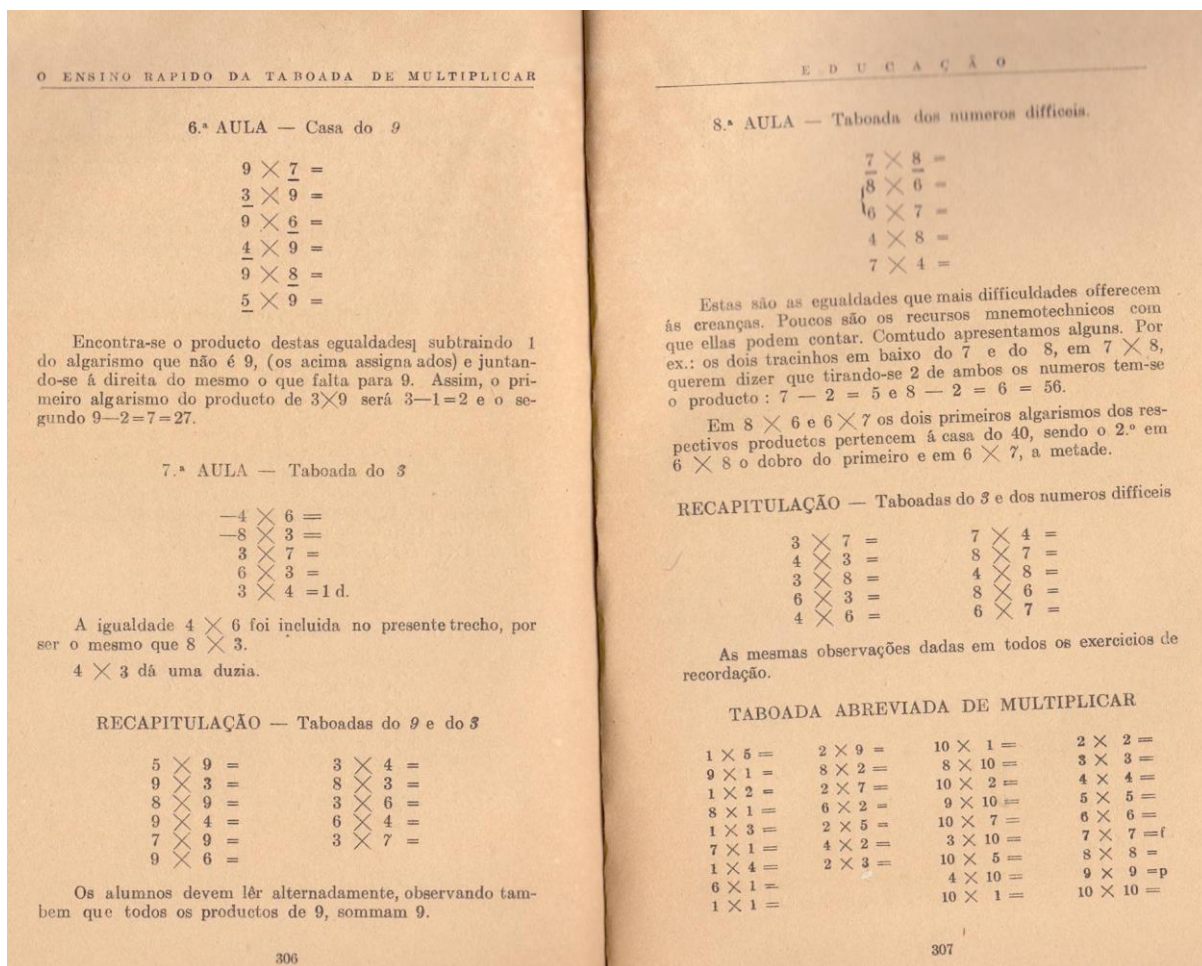 O ENSINO RAPIDO DA TABOADA DE MULTIPLICAR
6.ª AULA — Casa do 9
9 × 7 =
3 × 9 =
9 × 6 =
4 × 9 =
9 × 8 =
5 × 9 =
Encontra-se o producto destas egualdades| subtraindo 1
do algarismo que não é 9, (os acima assigna ados) e juntan-
do-se á direita do mesmo o que falta para 9. Assim, o pri-
meiro algarismo do producto de 3×9 será 3—1=2 e o se-
gundo 9—2=7=27.
7.ª AULA — Taboada do 3
—4 × 6 =
—8 × 3 =
3 × 7 =
6 × 3 =
3 × 4 =1 d.
A igualdade 4 × 6 foi incluida no presente trecho, por
ser o mesmo que 8 × 3.
4 × 3 dá uma duzia.
RECAPITULAÇÃO — Taboadas do 9 e do 3
5 × 9 = 3 × 4 =
9 × 3 = 8 × 3 =
8 × 9 = 3 × 6 =
9 × 4 = 6 × 4 =
7 × 9 = 3 × 7 =
9 × 6 =
Os alumnos devem lêr alternadamente, observando tam-
bem que todos os productos de 9, sommam 9.
306
EDUCAÇÃO
8.ª AULA — Taboada dos numeros difficeis.
7 × 8 =
8 × 6 =
6 × 7 =
4 × 8 =
7 × 4 =
Estas são as egualdades que mais difficuldades offerecem
ás creanças. Poucos são os recursos mnemotechnicos com
que ellas podem contar. Comtudo apresentamos alguns. Por
ex.: os dois tracinhos em baixo do 7 e do 8, em 7 × 8,
querem dizer que tirando-se 2 de ambos os numeros tem-se
o producto : 7 — 2 = 5 e 8 — 2 = 6 = 56.
Em 8 × 6 e 6 × 7 os dois primeiros algarismos dos res-
pectivos productos pertencem á casa do 40, sendo o 2.º em
6 × 8 o dobro do primeiro e em 6 × 7, a metade.
RECAPITULAÇÃO — Taboadas do 3 e dos numeros difficeis
3 × 7 = 7 × 4 =
4 × 3 = 8 × 7 =
3 × 8 = 4 × 8 =
6 × 3 = 8 × 6 =
4 × 6 = 6 × 7 =
As mesmas observações dadas em todos os exercicios de
recordação.
TABOADA ABREVIADA DE MULTIPLICAR
1 × 5 = 2 × 9 = 10 × 1 = 2 × 2 =
9 × 1 = 8 × 2 = 8 × 10 = 3 × 3 =
1 × 2 = 2 × 7 = 10 × 2 = 4 × 4 =
8 × 1 = 6 × 2 = 9 × 10 = 5 × 5 =
1 × 3 = 2 × 5 = 10 × 7 = 6 × 6 =
7 × 1 = 4 × 2 = 3 × 10 = 7 × 7 =f
1 × 4 = 2 × 3 = 10 × 5 = 8 × 8 =
6 × 1 = 4 × 10 = 9 × 9 =p
1 × 1 = 10 × 1 = 10 × 10 =
307